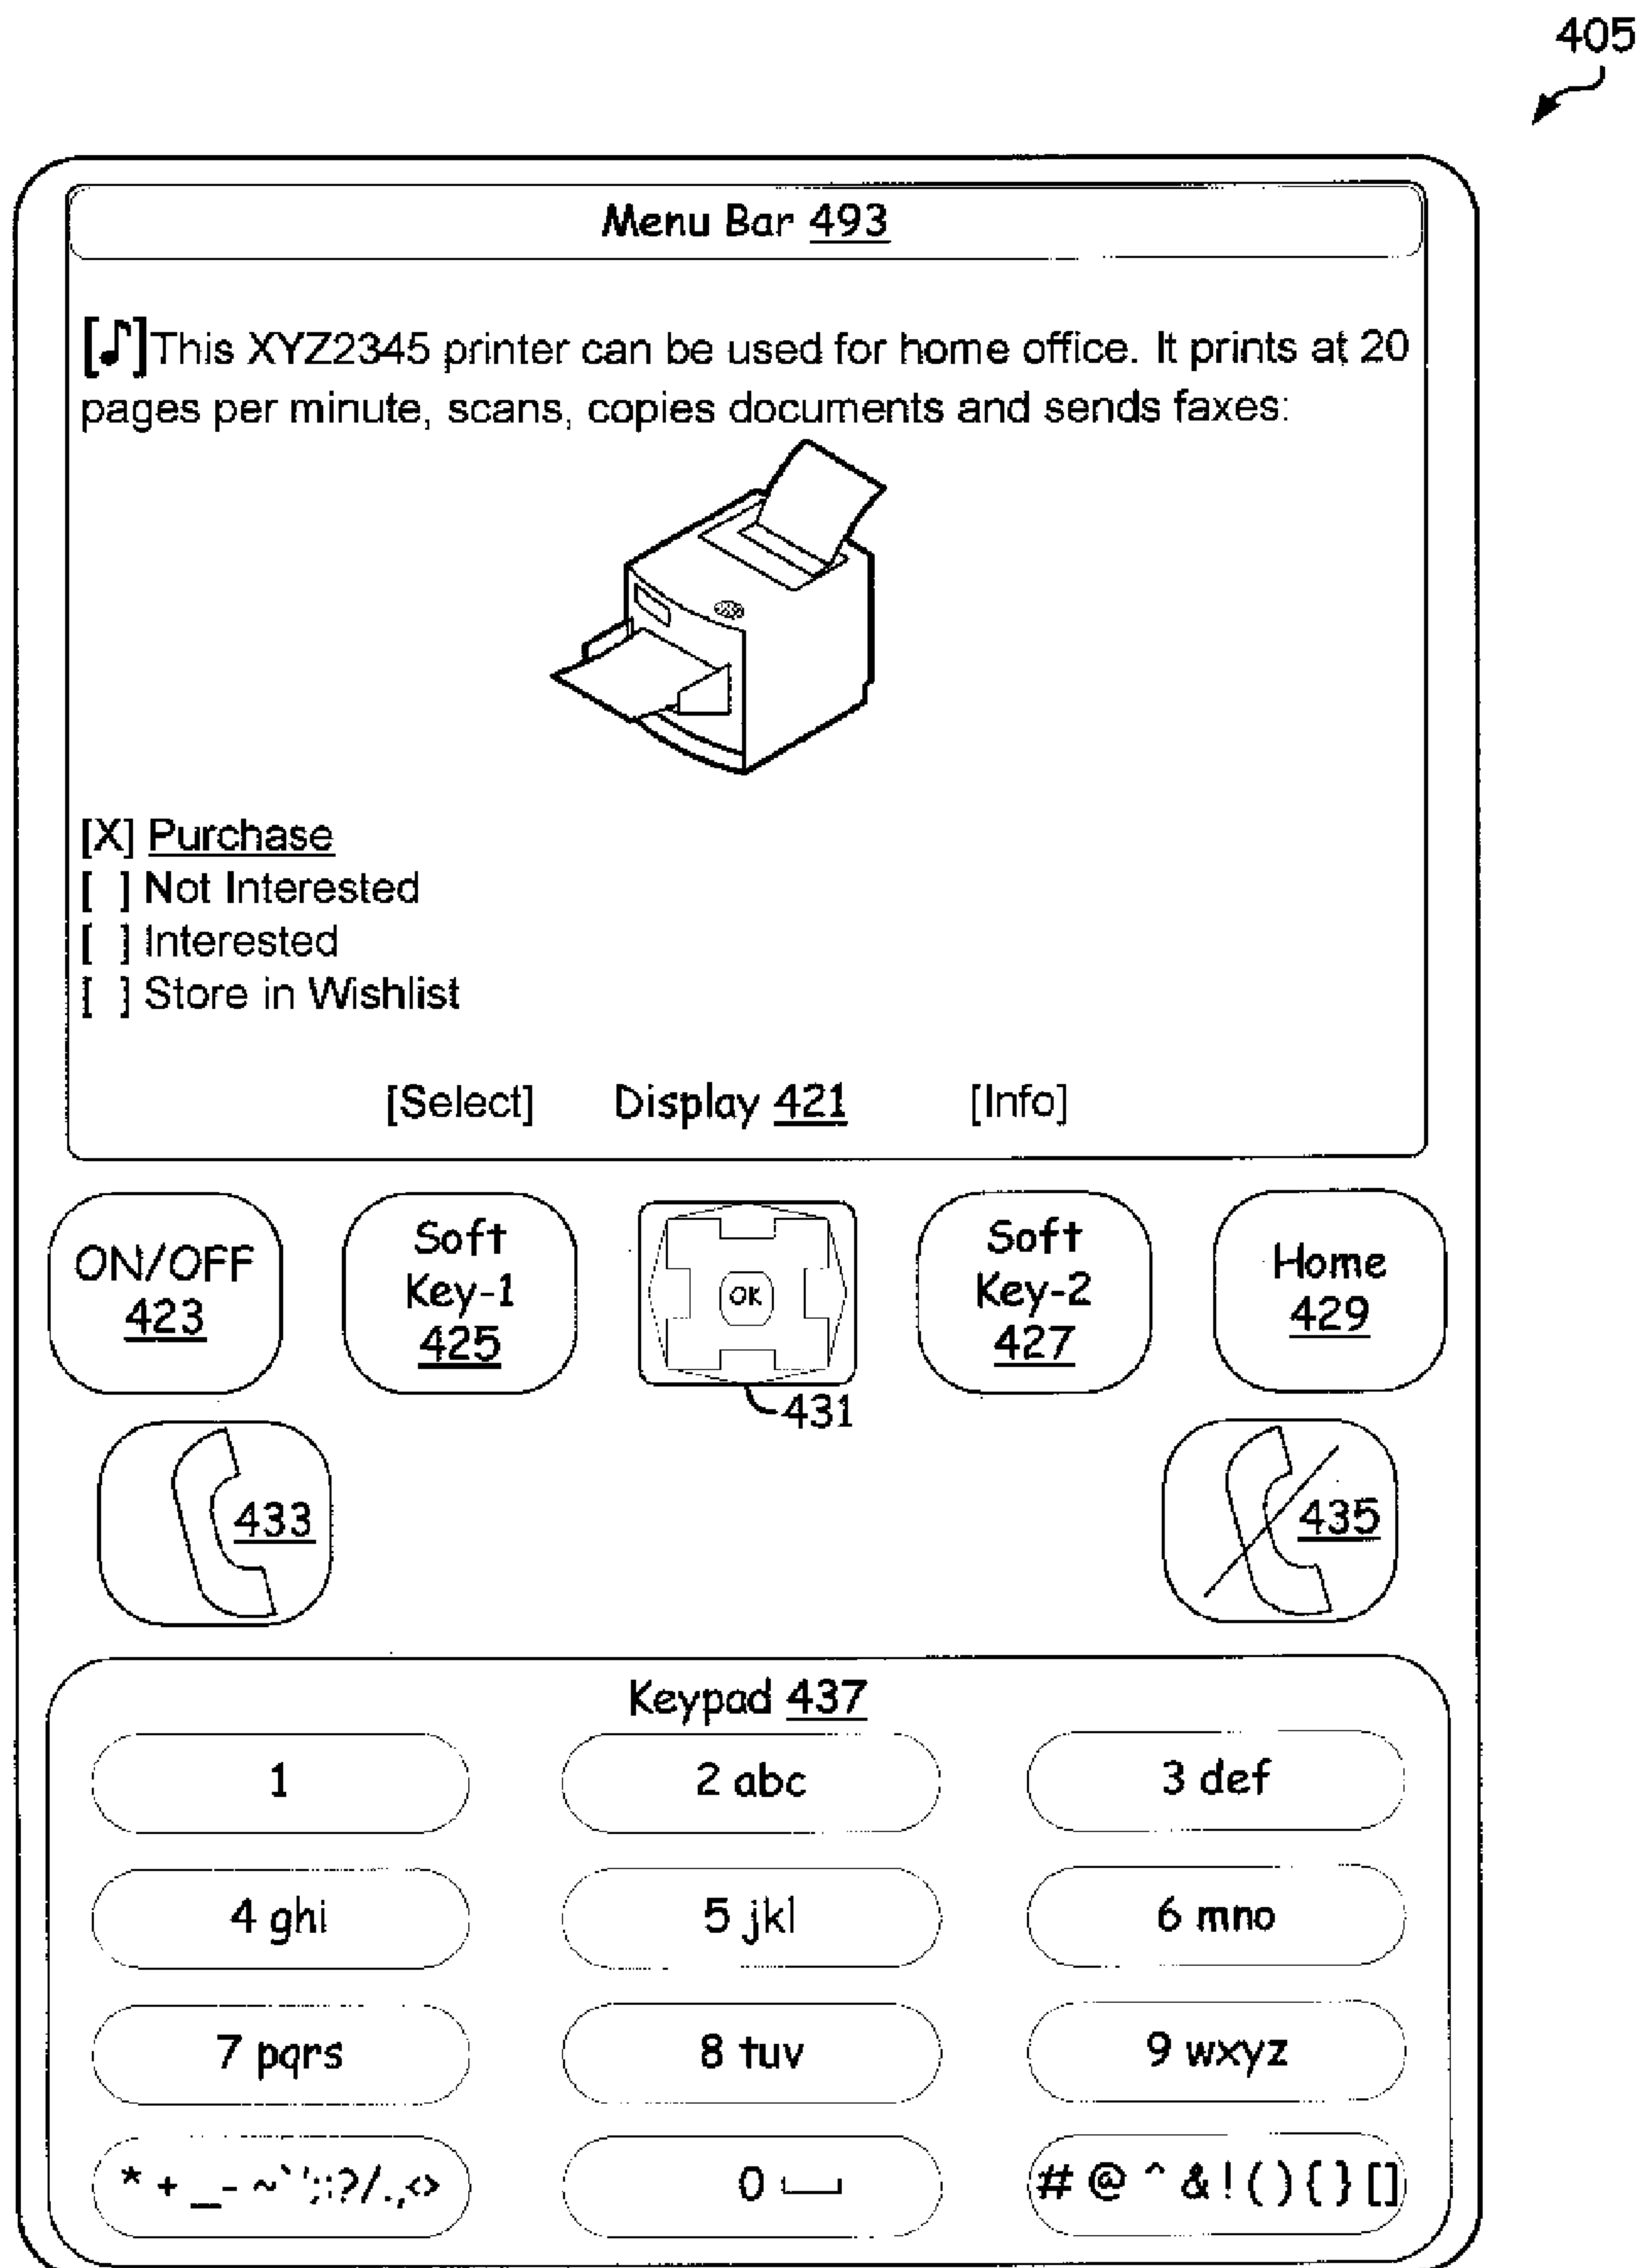 405
Menu Bar 493
[♪]This XYZ2345 printer can be used for home office. It prints at 20
pages per minute, scans, copies documents and sends faxes:
[X] Purchase
[ ] Not Interested
[ ] Interested
[ ] Store in Wishlist
[Select] Display 421 [Info]
ON/OFF
423
Soft
Key-1
425
OK
431
Soft
Key-2
427
Home
429
433
435
Keypad 437
1
2 abc
3 def
4 ghi
5 jkl
6 mno
7 pqrs
8 tuv
9 wxyz
* + _ - ~ ` ' ; : ? / . , < >
0 ⎵
# @ ^ & ! ( ) { } [ ]